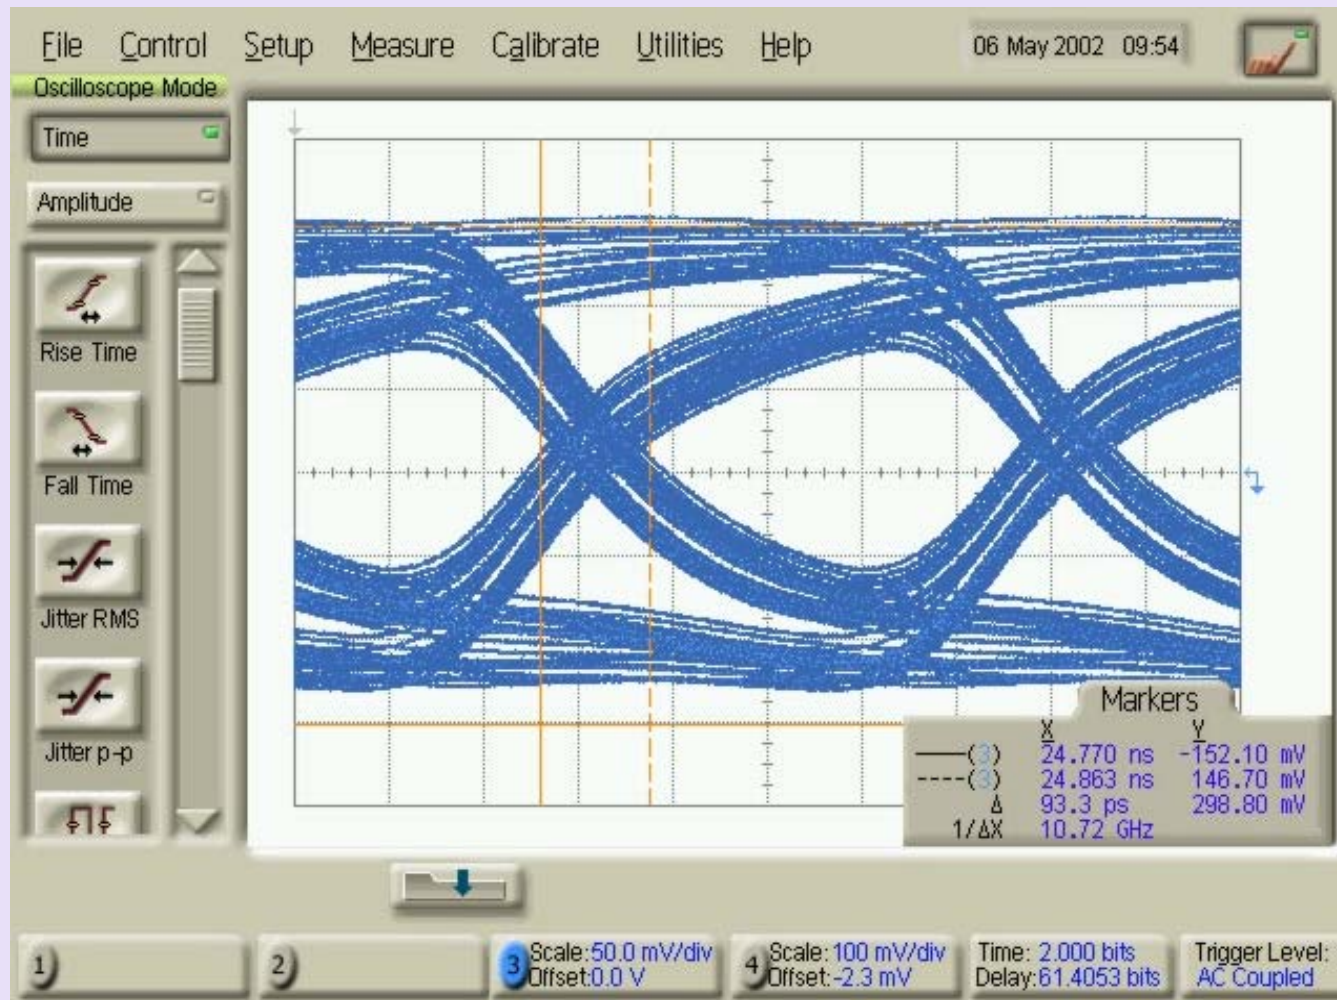 File Control Setup Measure Calibrate Utilities Help 06 May 2002 09:54
Oscilloscope Mode
Time
Amplitude
Rise Time
Fall Time
Jitter RMS
Jitter p-p
Markers
X Y
——(3) 24.770 ns -152.10 mV
----(3) 24.863 ns 146.70 mV
Δ 93.3 ps 298.80 mV
1/ΔX 10.72 GHz
1)
2)
3 Scale:50.0 mV/div
Offset:0.0 V
4 Scale:100 mV/div
Offset:-2.3 mV
Time: 2.000 bits
Delay:61.4053 bits
Trigger Level:
AC Coupled